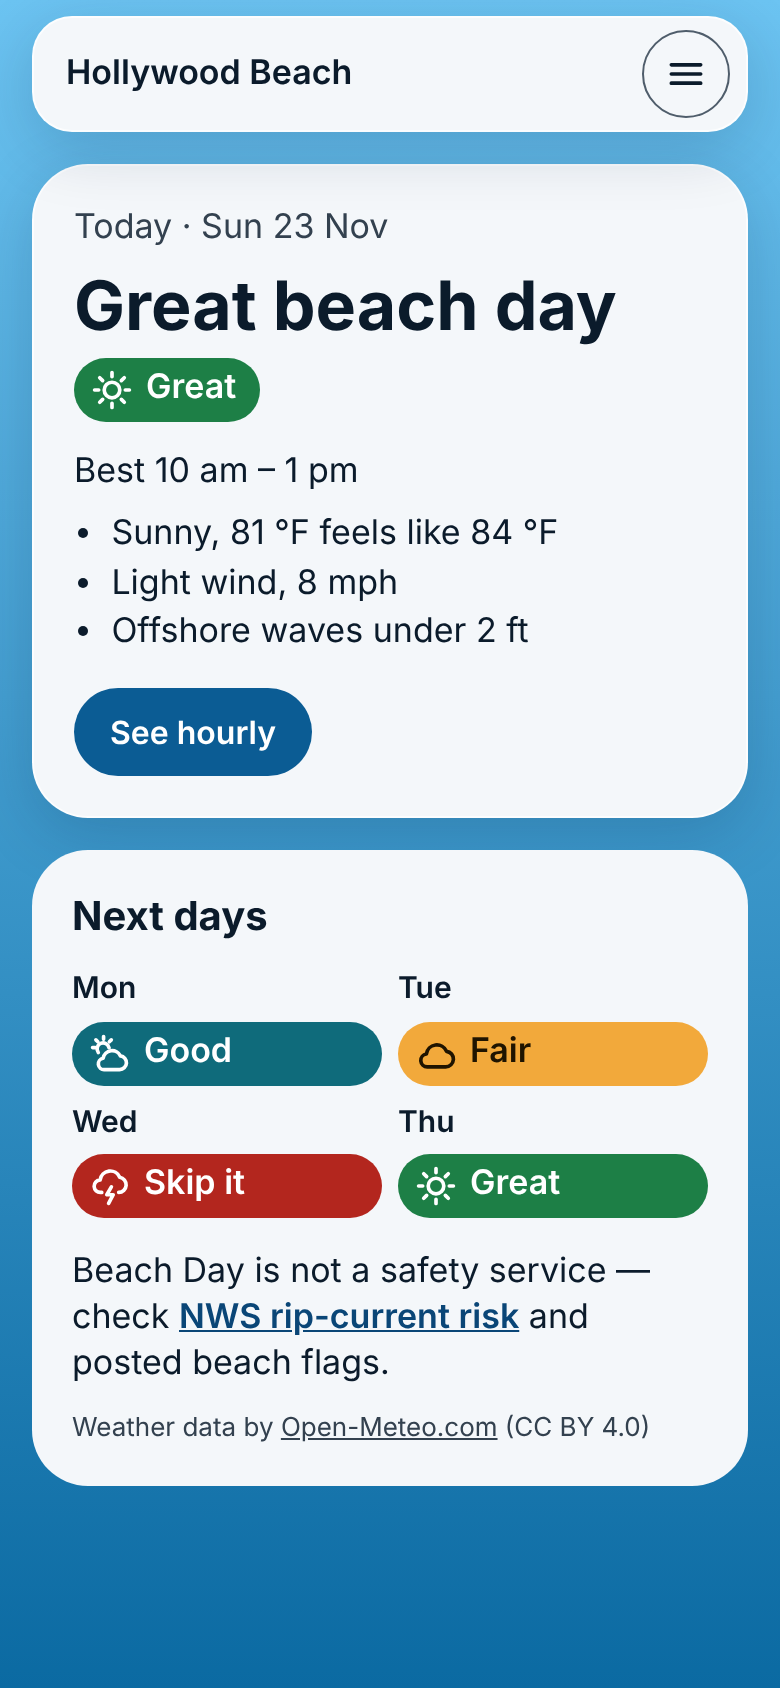 Hollywood Beach
Today · Sun 23 Nov
Great beach day
Great
Best 10 am – 1 pm
• Sunny, 81 °F feels like 84 °F
• Light wind, 8 mph
• Offshore waves under 2 ft
See hourly
Next days
Mon
Good
Tue
Fair
Wed
Skip it
Thu
Great
Beach Day is not a safety service —
check NWS rip-current risk and
posted beach flags.
Weather data by Open-Meteo.com (CC BY 4.0)